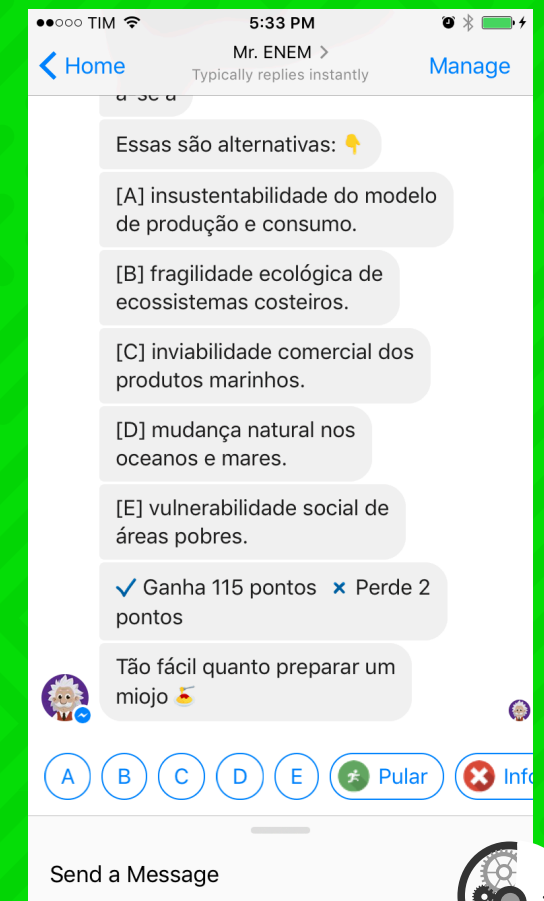 TIM
5:33 PM
Home
Mr. ENEM >
Typically replies instantly
Manage
Essas são alternativas: 👇
[A] insustentabilidade do modelo
de produção e consumo.
[B] fragilidade ecológica de
ecossistemas costeiros.
[C] inviabilidade comercial dos
produtos marinhos.
[D] mudança natural nos
oceanos e mares.
[E] vulnerabilidade social de
áreas pobres.
✓ Ganha 115 pontos × Perde 2
pontos
Tão fácil quanto preparar um
miojo 🍝
A B C D E Pular Info
Send a Message